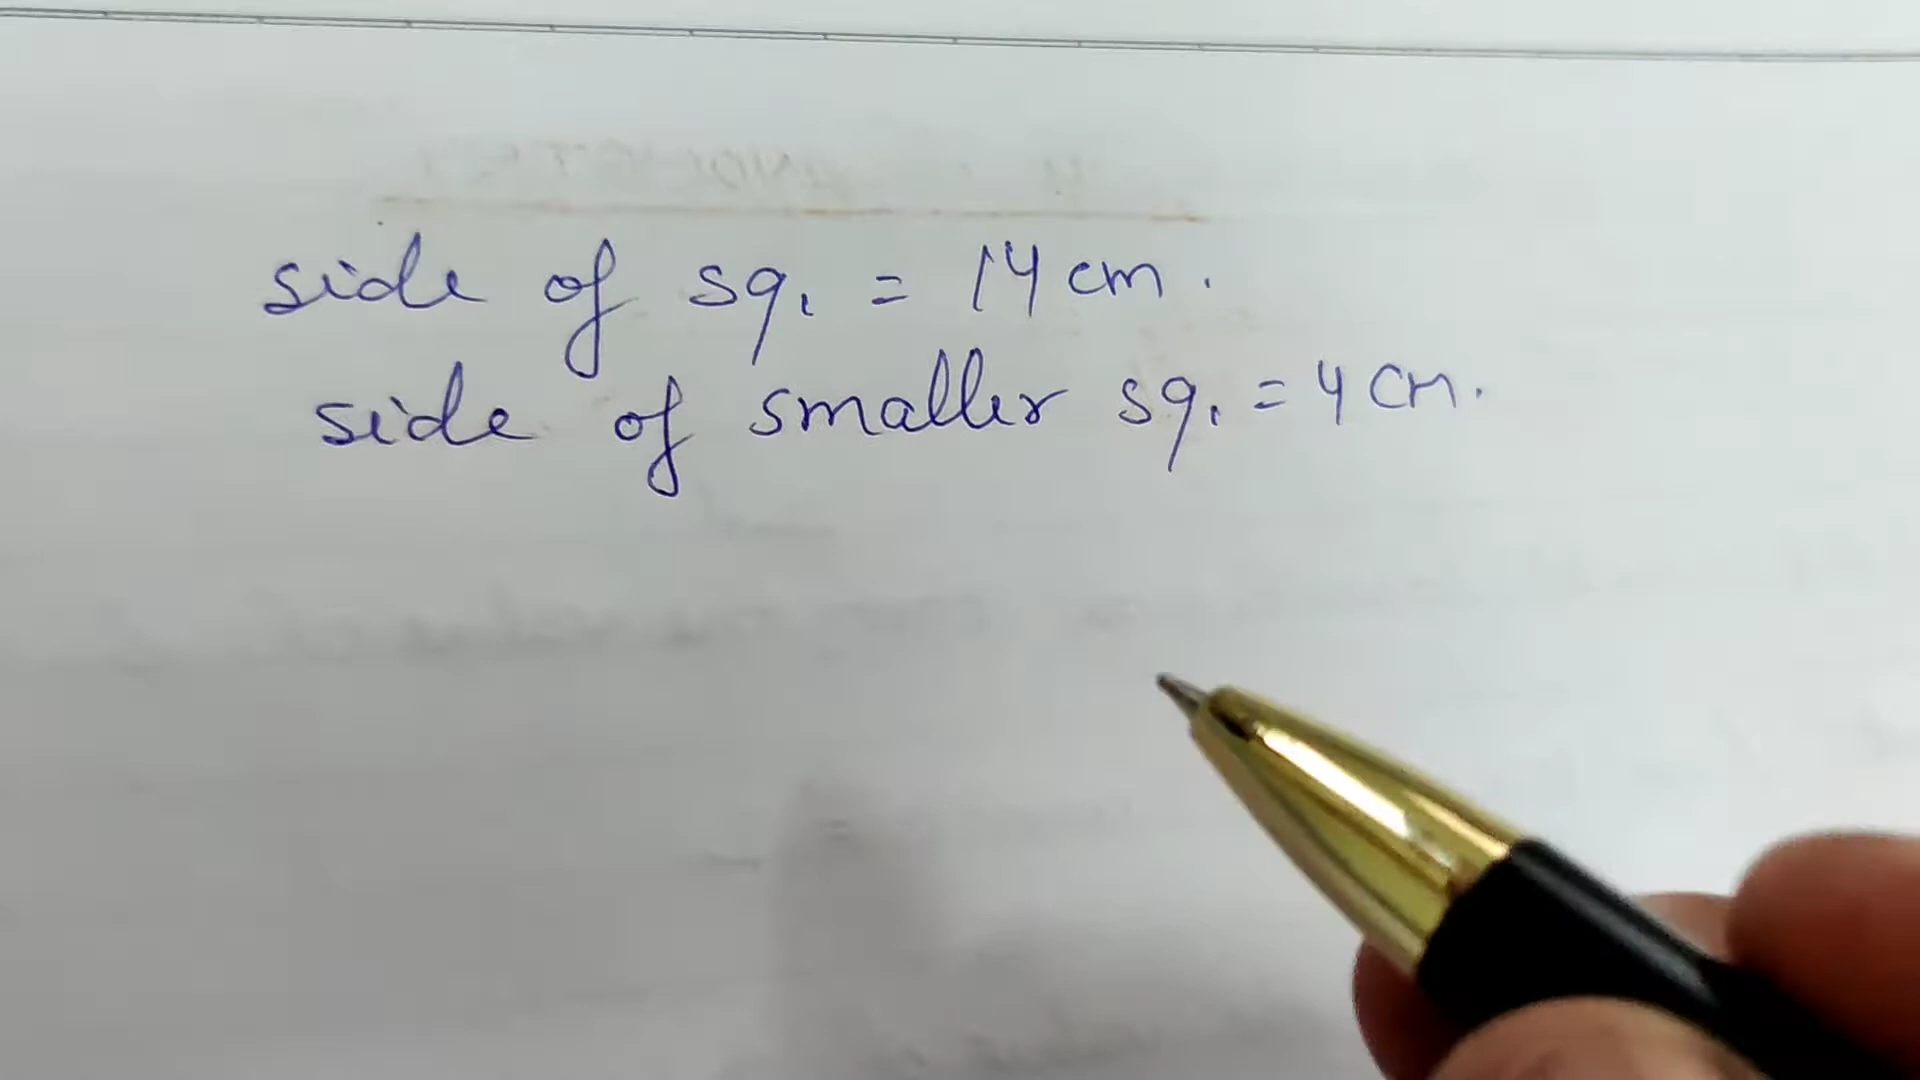 side of sq. = 14 cm.
side of smaller sq. = 4 cm.